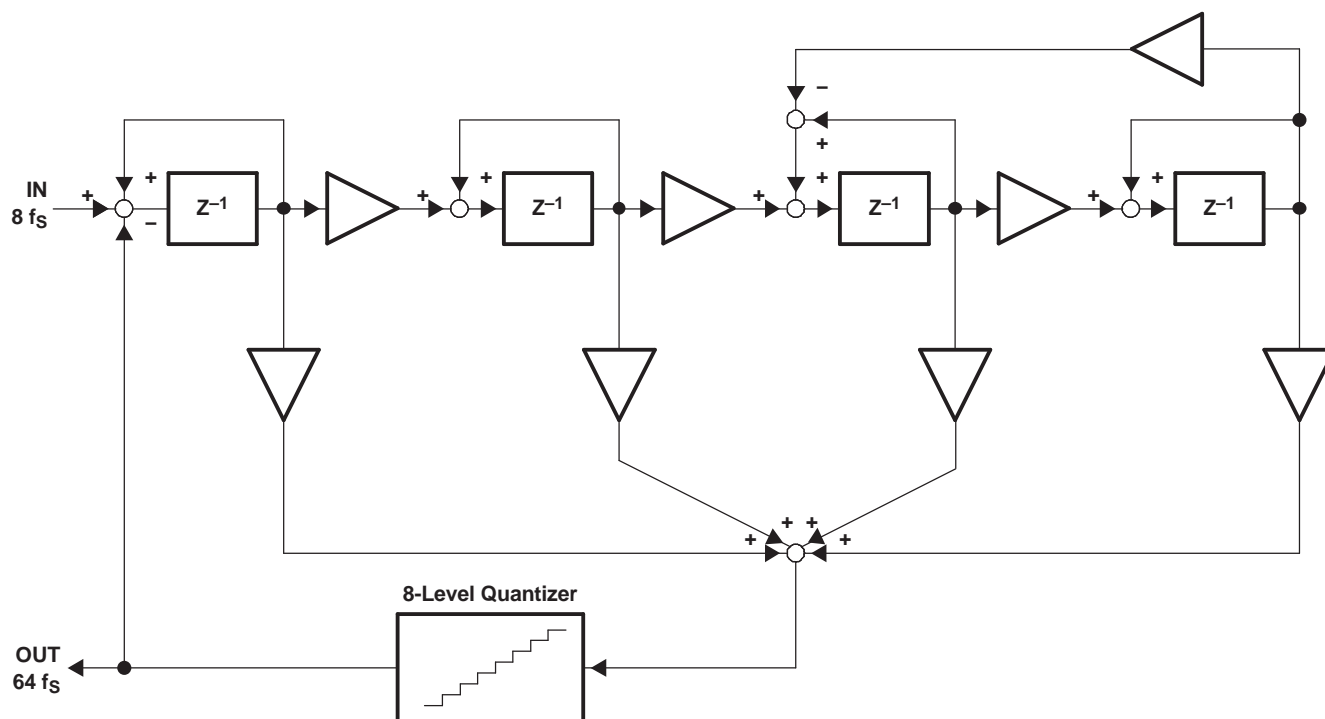 –
+
+
+
–
IN
8 fS
Z–1
+
+
Z–1
+
+
Z–1
+
+
Z–1
+
+
+
+
8-Level Quantizer
OUT
64 fS